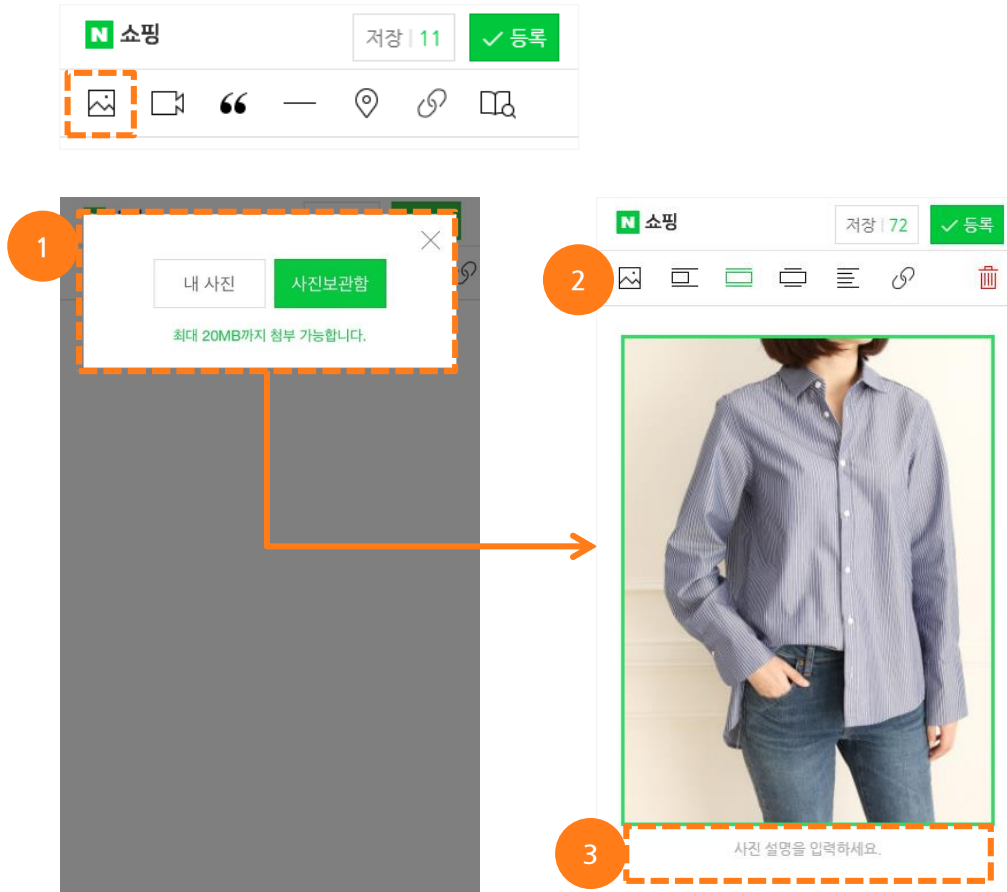 N 쇼핑
저장 | 11
✓ 등록
1
내 사진
사진보관함
최대 20MB까지 첨부 가능합니다.
N 쇼핑
저장 | 72
✓ 등록
2
3
사진 설명을 입력하세요.